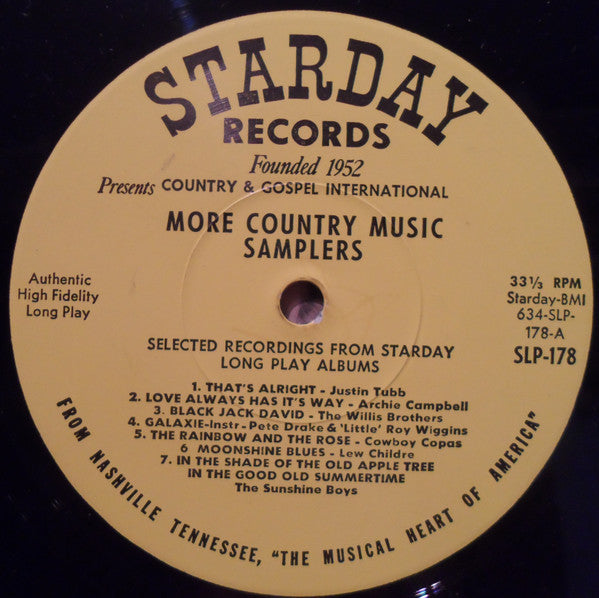 STARDAY
RECORDS
Founded 1952
Presents COUNTRY & GOSPEL INTERNATIONAL
MORE COUNTRY MUSIC
SAMPLERS
Authentic
High Fidelity
Long Play
33⅓ RPM
Starday-BMI
634-SLP-
178-A
SLP-178
SELECTED RECORDINGS FROM STARDAY
LONG PLAY ALBUMS
1. THAT'S ALRIGHT - Justin Tubb
2. LOVE ALWAYS HAS IT'S WAY - Archie Campbell
3. BLACK JACK DAVID - The Willis Brothers
4. GALAXIE-Instr - Pete Drake & 'Little' Roy Wiggins
5. THE RAINBOW AND THE ROSE - Cowboy Copas
6 MOONSHINE BLUES - Lew Childre
7. IN THE SHADE OF THE OLD APPLE TREE
IN THE GOOD OLD SUMMERTIME
The Sunshine Boys
FROM NASHVILLE TENNESSEE, "THE MUSICAL HEART OF AMERICA"